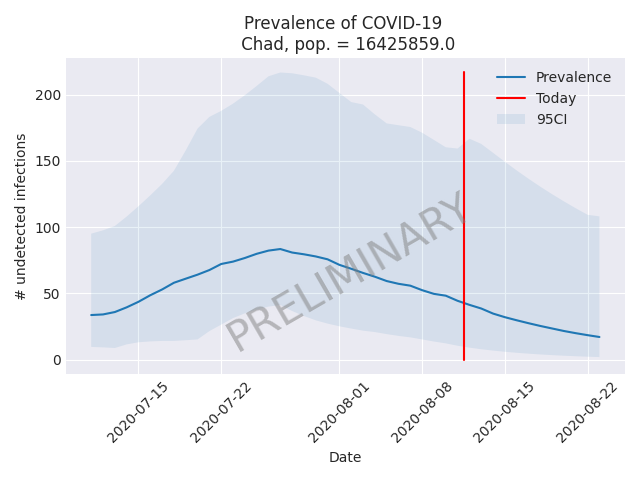 Prevalence of COVID-19
Chad, pop. = 16425859.0
# undetected infections
200
150
100
50
0
Prevalence
Today
95CI
PRELIMINARY
2020-07-15
2020-07-22
2020-08-01
2020-08-08
2020-08-15
2020-08-22
Date